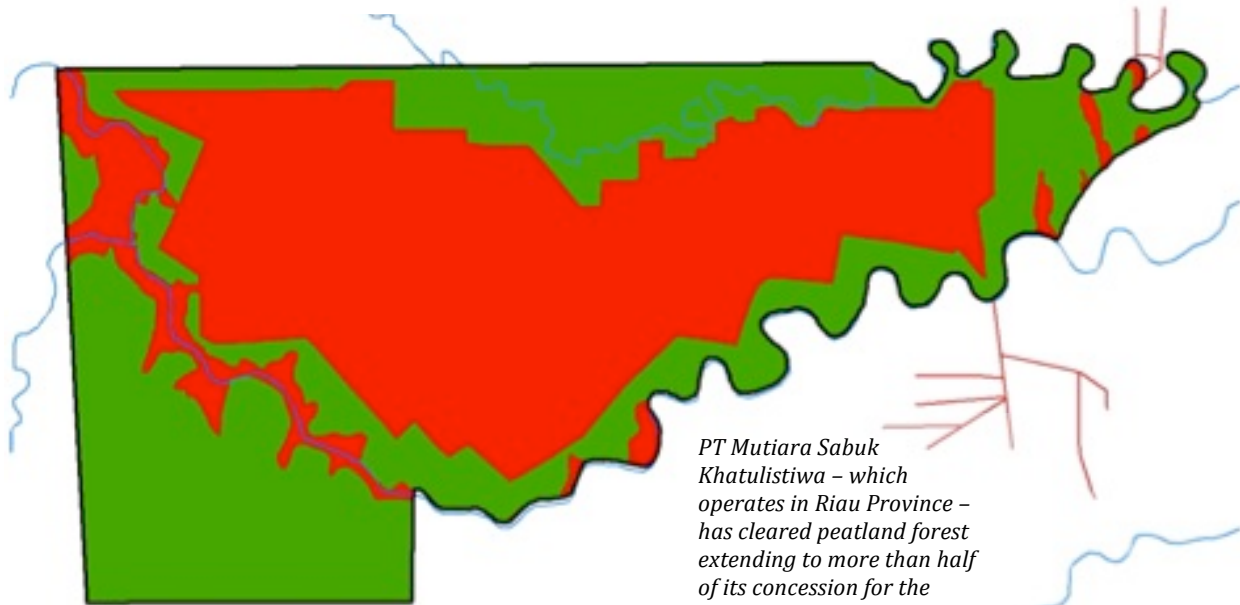 PT Mutiara Sabuk
Khatulistiwa – which
operates in Riau Province –
has cleared peatland forest
extending to more than half
of its concession for the